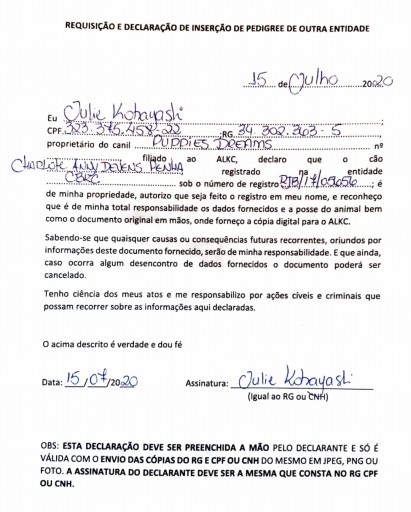 REQUISIÇÃO E DECLARAÇÃO DE INSERÇÃO DE PEDIGREE DE OUTRA ENTIDADE
15 de Julho 2020
Eu Julie Kobayashi ;
CPF 323.375.458-22 ;RG 34.302.363-5 ,
proprietário do canil PUPPIES DREAMS nº
filiado ao ALKC, declaro que o cão
CHARLOTE ANNY DEVENS PENHA registrado na entidade
CBKC sob o número de registro RJB/17/05056 ; é
de minha propriedade, autorizo que seja feito o registro em meu nome, e reconheço
que é de minha total responsabilidade os dados fornecidos e a posse do animal bem
como o documento original em mãos, onde forneço a cópia digital para o ALKC.
Sabendo-se que quaisquer causas ou consequências futuras recorrentes, oriundos por
informações deste documento fornecido, serão de minha responsabilidade. E que ainda,
caso ocorra algum desencontro de dados fornecidos o documento poderá ser
cancelado.
Tenho ciência dos meus atos e me responsabilizo por ações cíveis e criminais que
possam recorrer sobre as informações aqui declaradas.
O acima descrito é verdade e dou fé
Data: 15/07/2020 Assinatura: Julie Kobayashi
(Igual ao RG ou CNH)
OBS: ESTA DECLARAÇÃO DEVE SER PREENCHIDA A MÃO PELO DECLARANTE E SÓ É
VÁLIDA COM O ENVIO DAS CÓPIAS DO RG E CPF OU CNH DO MESMO EM JPEG, PNG OU
FOTO. A ASSINATURA DO DECLARANTE DEVE SER A MESMA QUE CONSTA NO RG CPF
OU CNH.